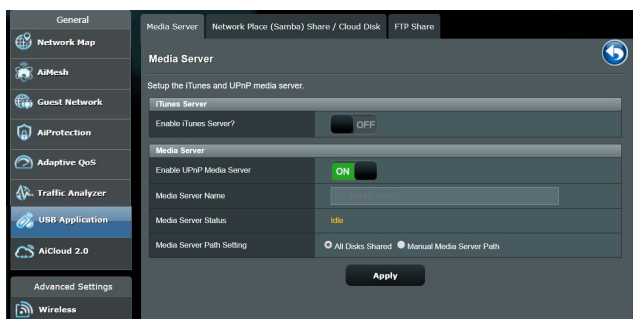 General
Network Map
AiMesh
Guest Network
AiProtection
Adaptive QoS
Traffic Analyzer
USB Application
AiCloud 2.0
Advanced Settings
Wireless
Media Server Network Place (Samba) Share / Cloud Disk FTP Share
Media Server
Setup the iTunes and UPnP media server.
iTunes Server
Enable iTunes Server? OFF
Media Server
Enable UPnP Media Server ON
Media Server Name
Media Server Status Idle
Media Server Path Setting All Disks Shared Manual Media Server Path
Apply